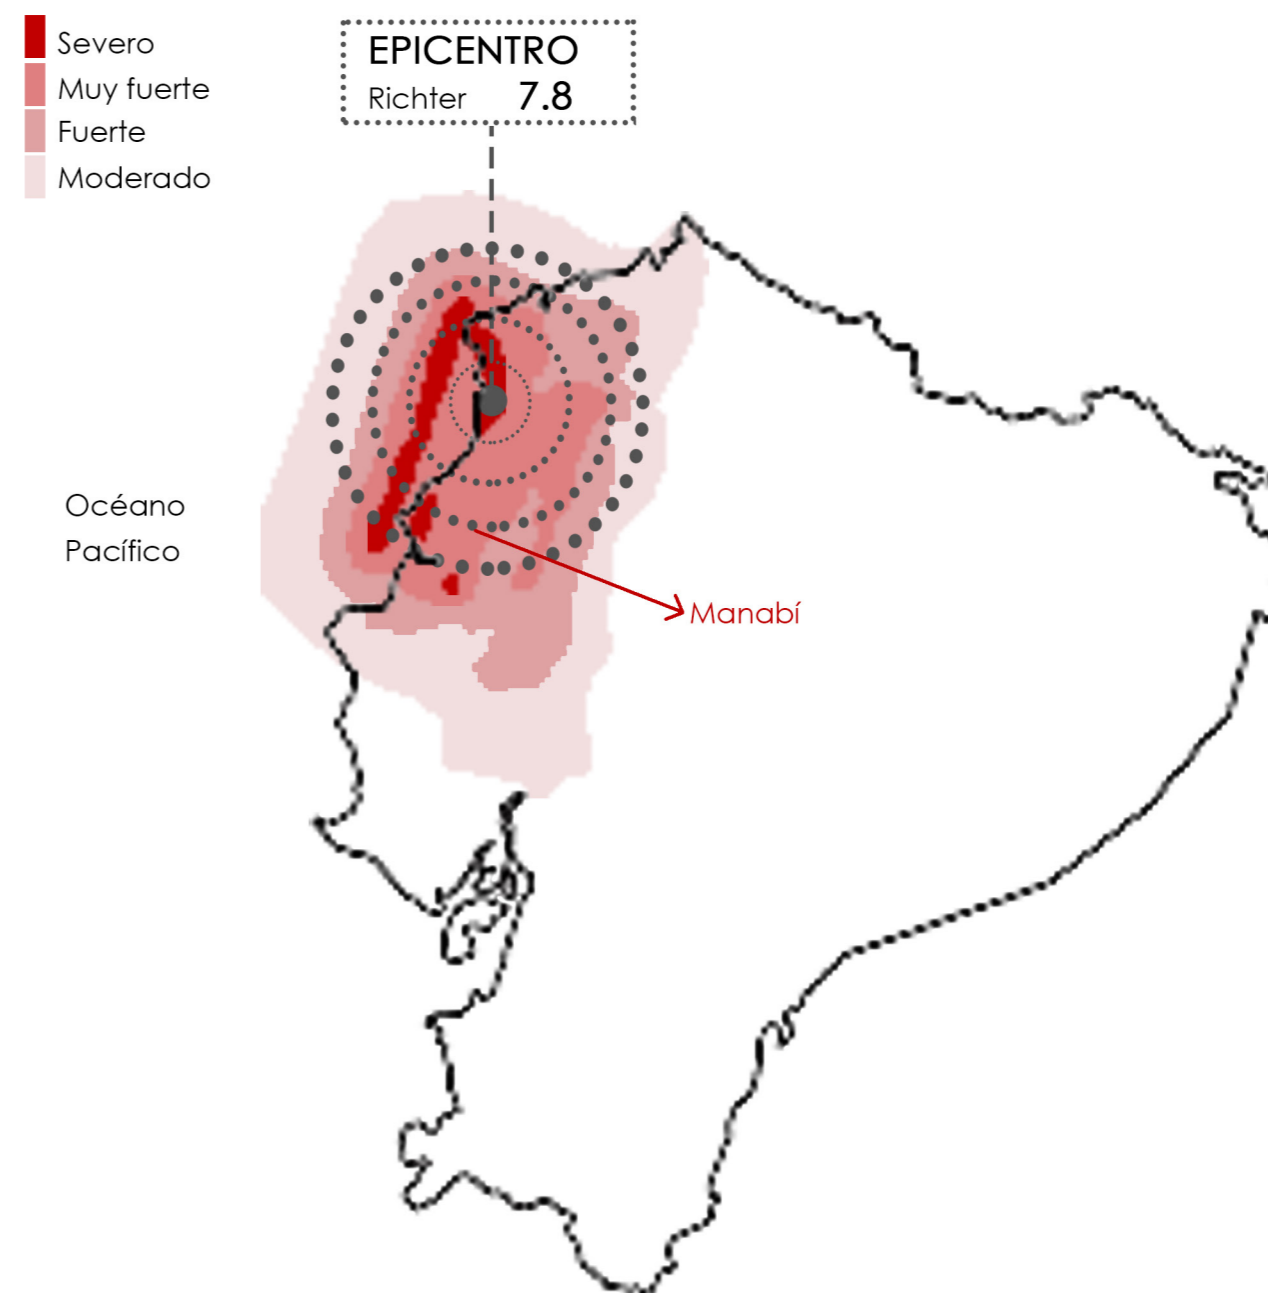 Severo
Muy fuerte
Fuerte
Moderado
EPICENTRO
Richter 7.8
Océano
Pacífico
Manabí